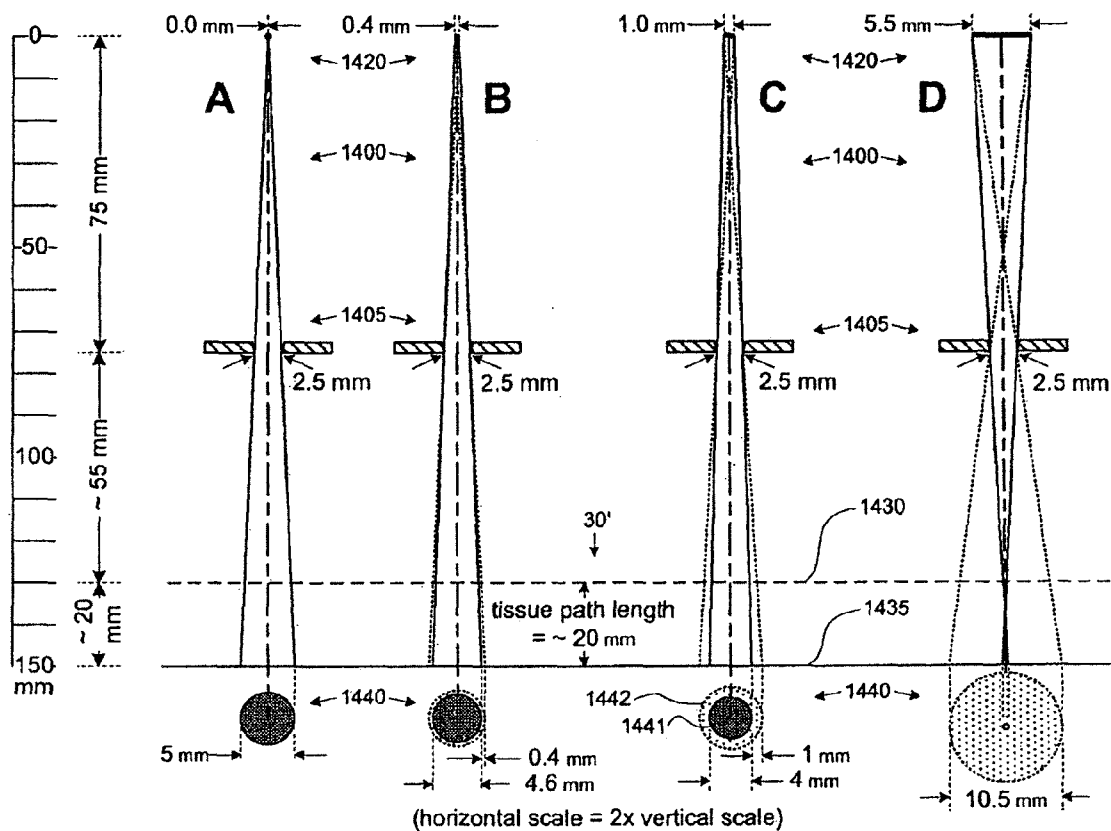 0.0 mm
0.4 mm
1.0 mm
5.5 mm
0
1420
1420
A
B
C
D
1400
1400
75 mm
50
1405
1405
2.5 mm
2.5 mm
2.5 mm
2.5 mm
100
~ 55 mm
1430
30'
~ 20 mm
tissue path length
= ~ 20 mm
1435
150
mm
1440
1442
1441
1440
5 mm
0.4 mm
4.6 mm
1 mm
4 mm
10.5 mm
(horizontal scale = 2x vertical scale)